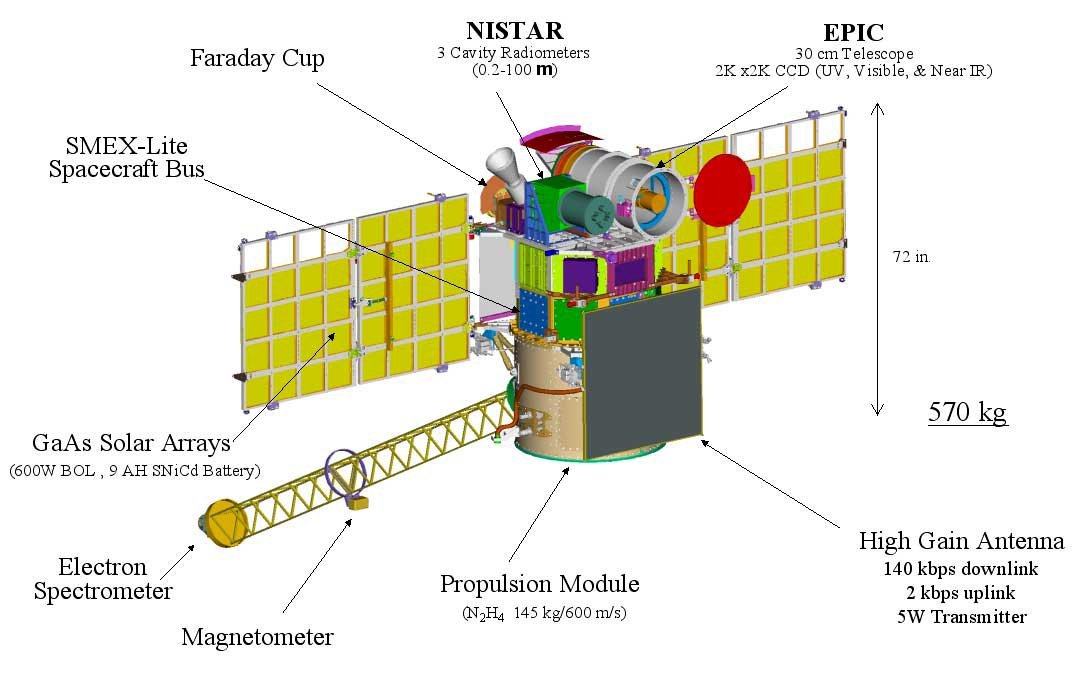 NISTAR
3 Cavity Radiometers
(0.2-100 m)
EPIC
30 cm Telescope
2K x2K CCD (UV, Visible, & Near IR)
Faraday Cup
SMEX-Lite
Spacecraft Bus
72 in.
570 kg
GaAs Solar Arrays
(600W BOL , 9 AH SNiCd Battery)
High Gain Antenna
140 kbps downlink
2 kbps uplink
5W Transmitter
Electron
Spectrometer
Propulsion Module
(N2H4 145 kg/600 m/s)
Magnetometer